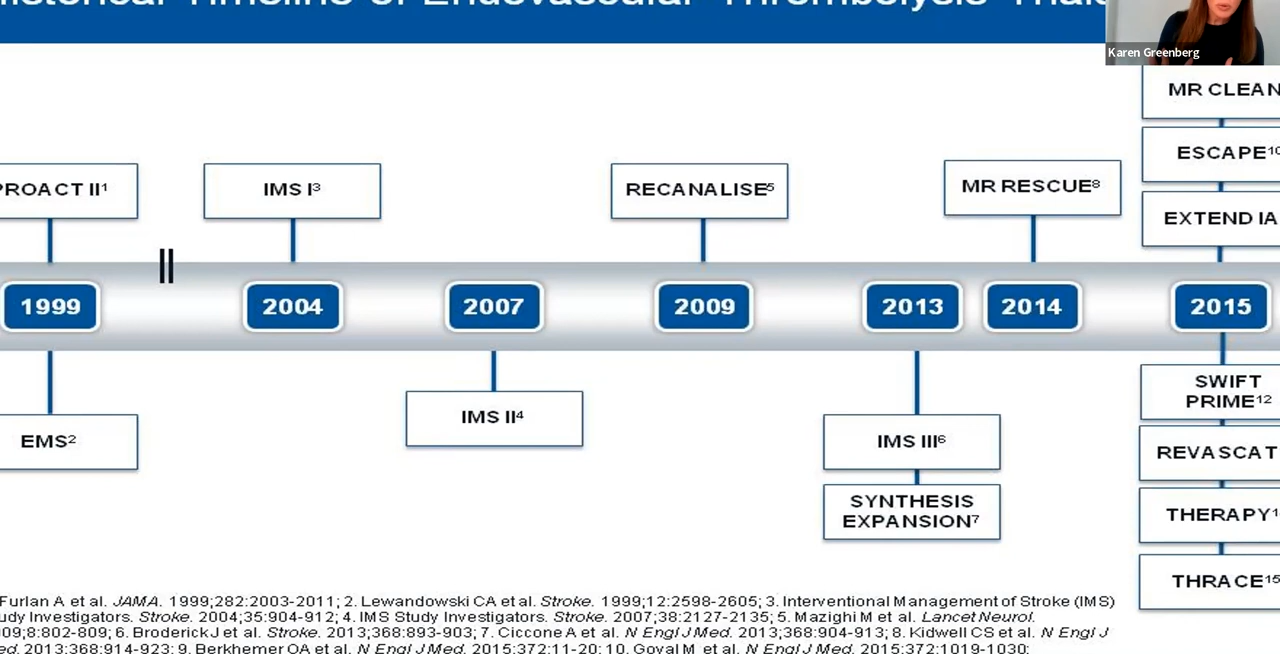 Historical Timeline of Endovascular Thrombolysis Trials
Karen Greenberg
MR CLEAN
ESCAPE¹⁰
EXTEND IA
PROACT II¹
IMS I³
RECANALISE⁵
MR RESCUE⁸
1999
2004
2007
2009
2013
2014
2015
EMS²
IMS II⁴
IMS III⁶
SYNTHESIS
EXPANSION⁷
SWIFT
PRIME¹²
REVASCAT
THERAPY¹
THRACE¹⁵
Furlan A et al. JAMA. 1999;282:2003-2011; 2. Lewandowski CA et al. Stroke. 1999;12:2598-2605; 3. Interventional Management of Stroke (IMS)
udy Investigators. Stroke. 2004;35:904-912; 4. IMS Study Investigators. Stroke. 2007;38:2127-2135; 5. Mazighi M et al. Lancet Neurol.
09;8:802-809; 6. Broderick J et al. Stroke. 2013;368:893-903; 7. Ciccone A et al. N Engl J Med. 2013;368:904-913; 8. Kidwell CS et al. N Engl J
ed. 2013;368:914-923; 9. Berkhemer OA et al. N Engl J Med. 2015;372:11-20; 10. Goyal M et al. N Engl J Med. 2015;372:1019-1030;